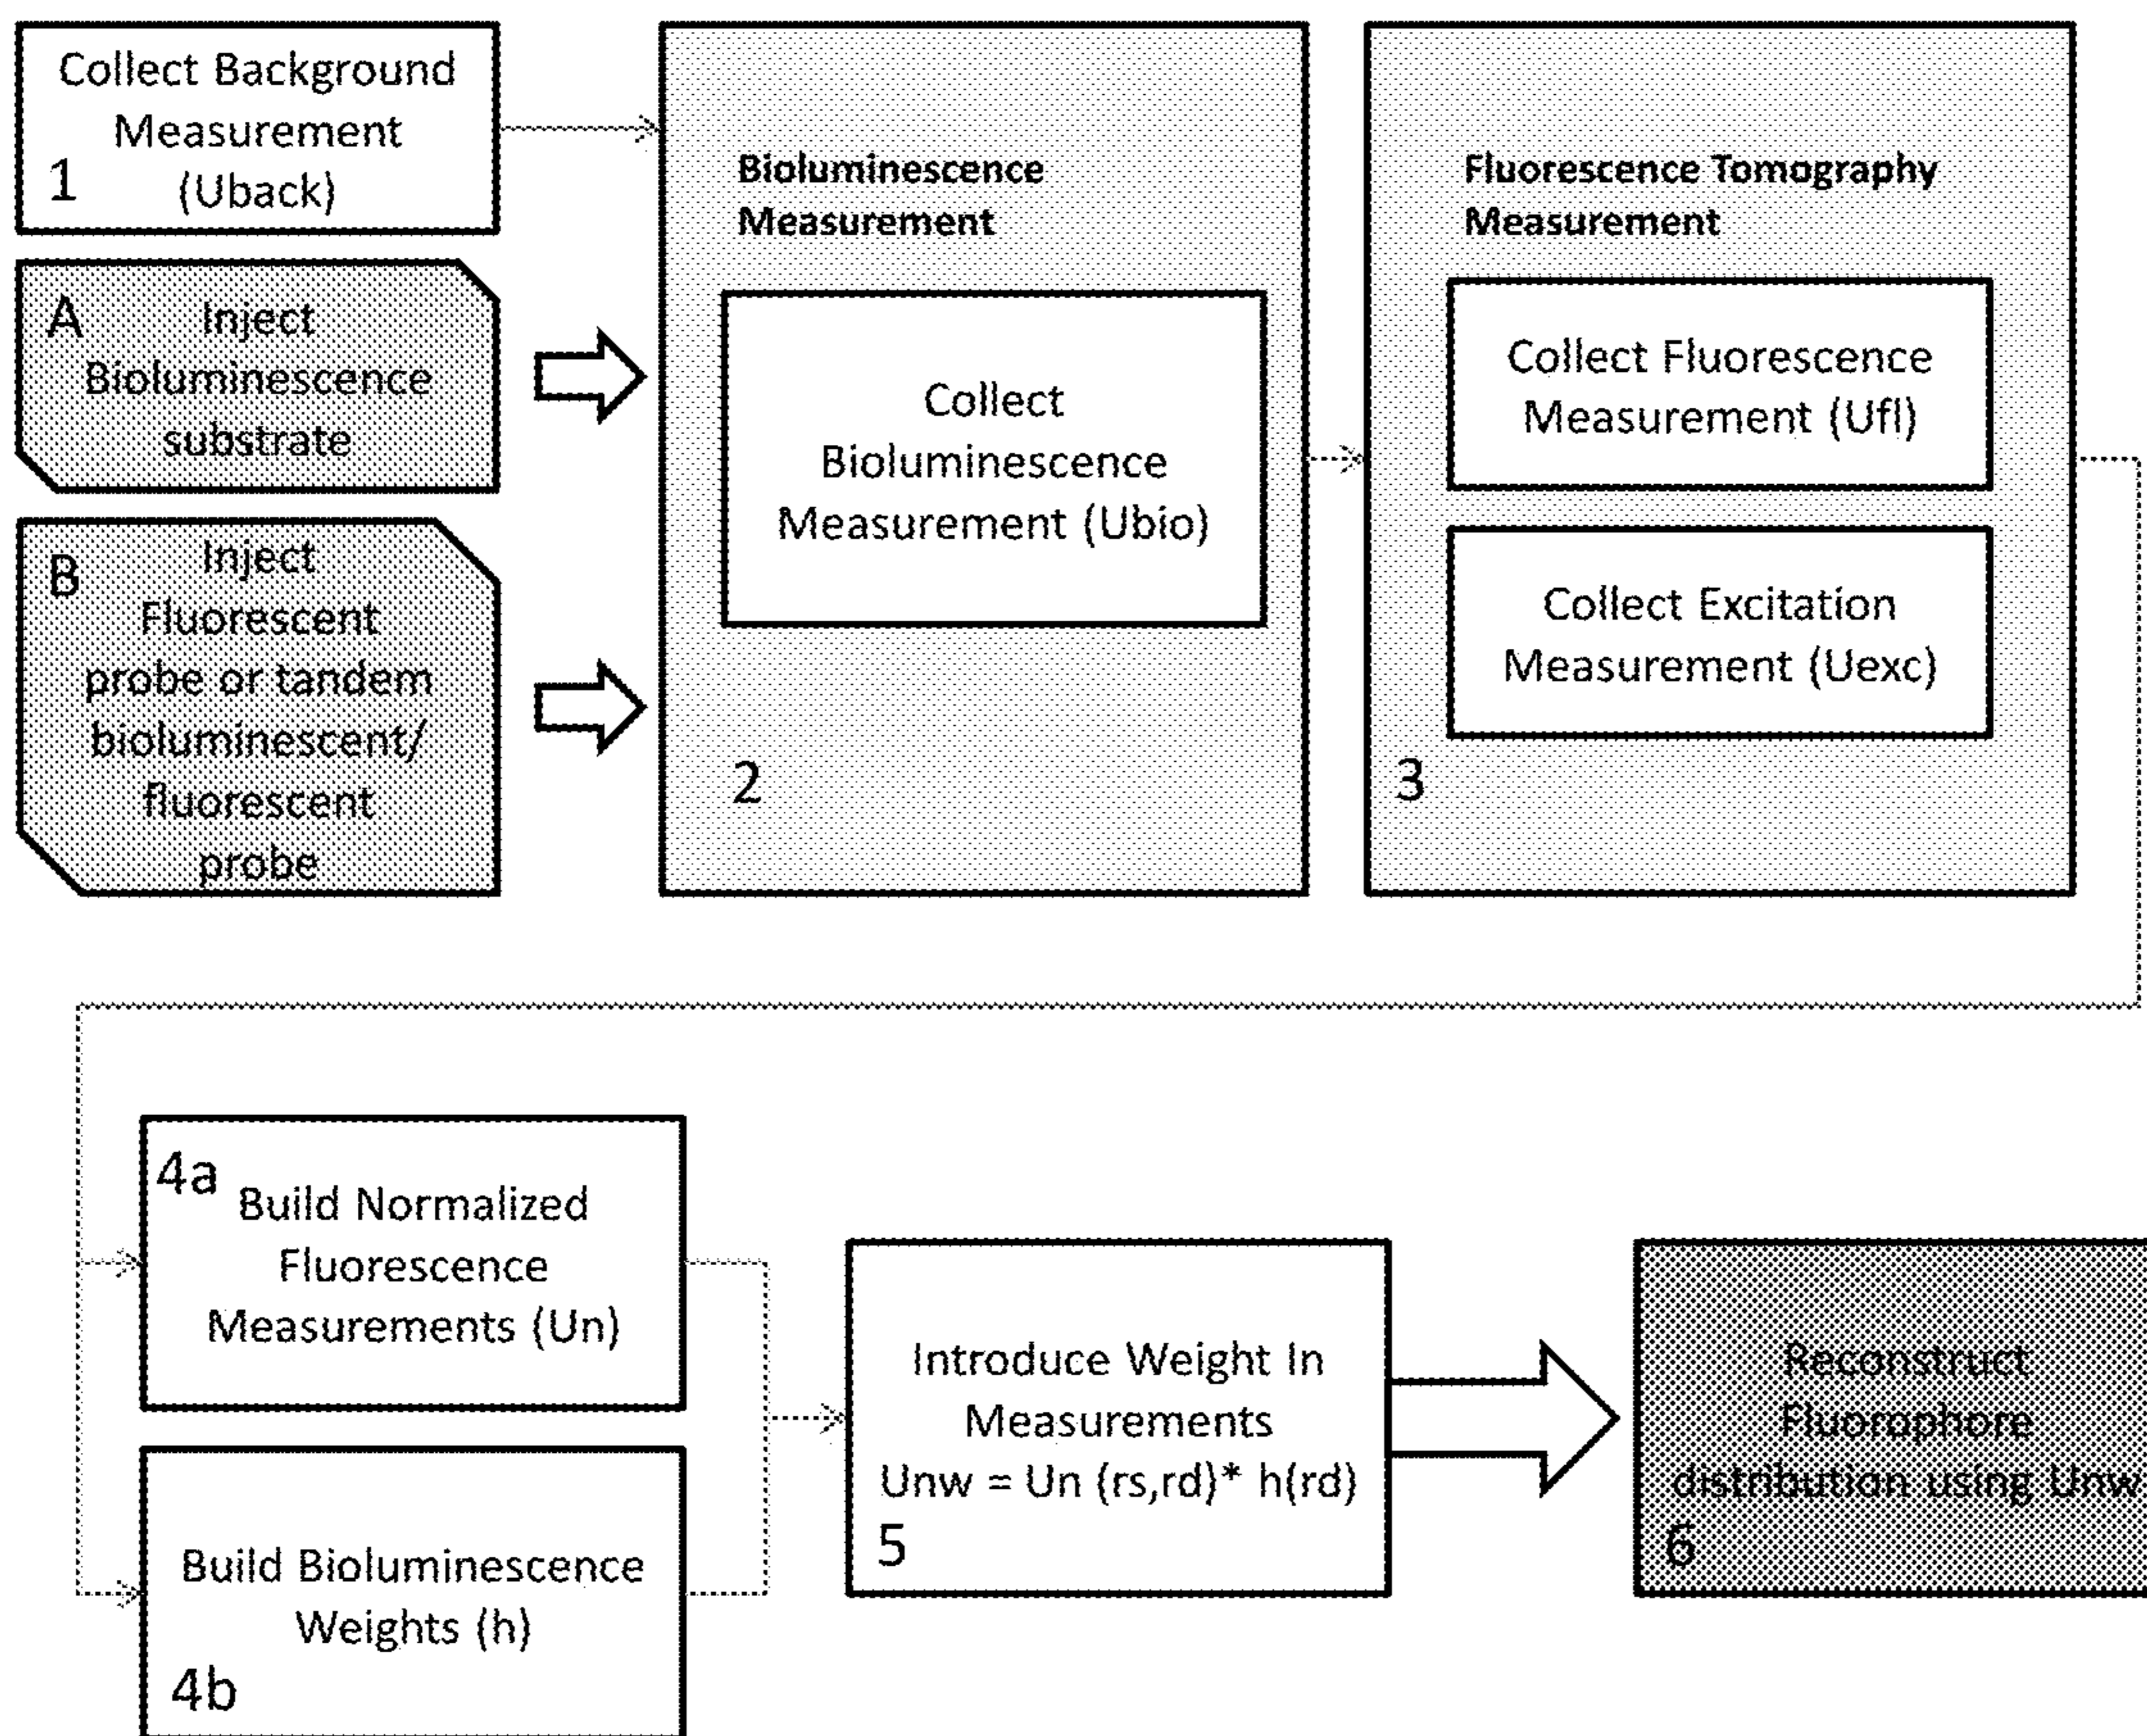 Collect Background
Measurement
(Uback)
1
A
Inject
Bioluminescence
substrate
B
Inject
Fluorescent
probe or tandem
bioluminescent/
fluorescent
probe
Bioluminescence
Measurement
Collect
Bioluminescence
Measurement (Ubio)
2
Fluorescence Tomography
Measurement
Collect Fluorescence
Measurement (Ufl)
Collect Excitation
Measurement (Uexc)
3
4a
Build Normalized
Fluorescence
Measurements (Un)
Build Bioluminescence
Weights (h)
4b
Introduce Weight In
Measurements
Unw = Un (rs,rd)* h(rd)
5
Reconstruct
Fluorophore
distribution using Unw
6